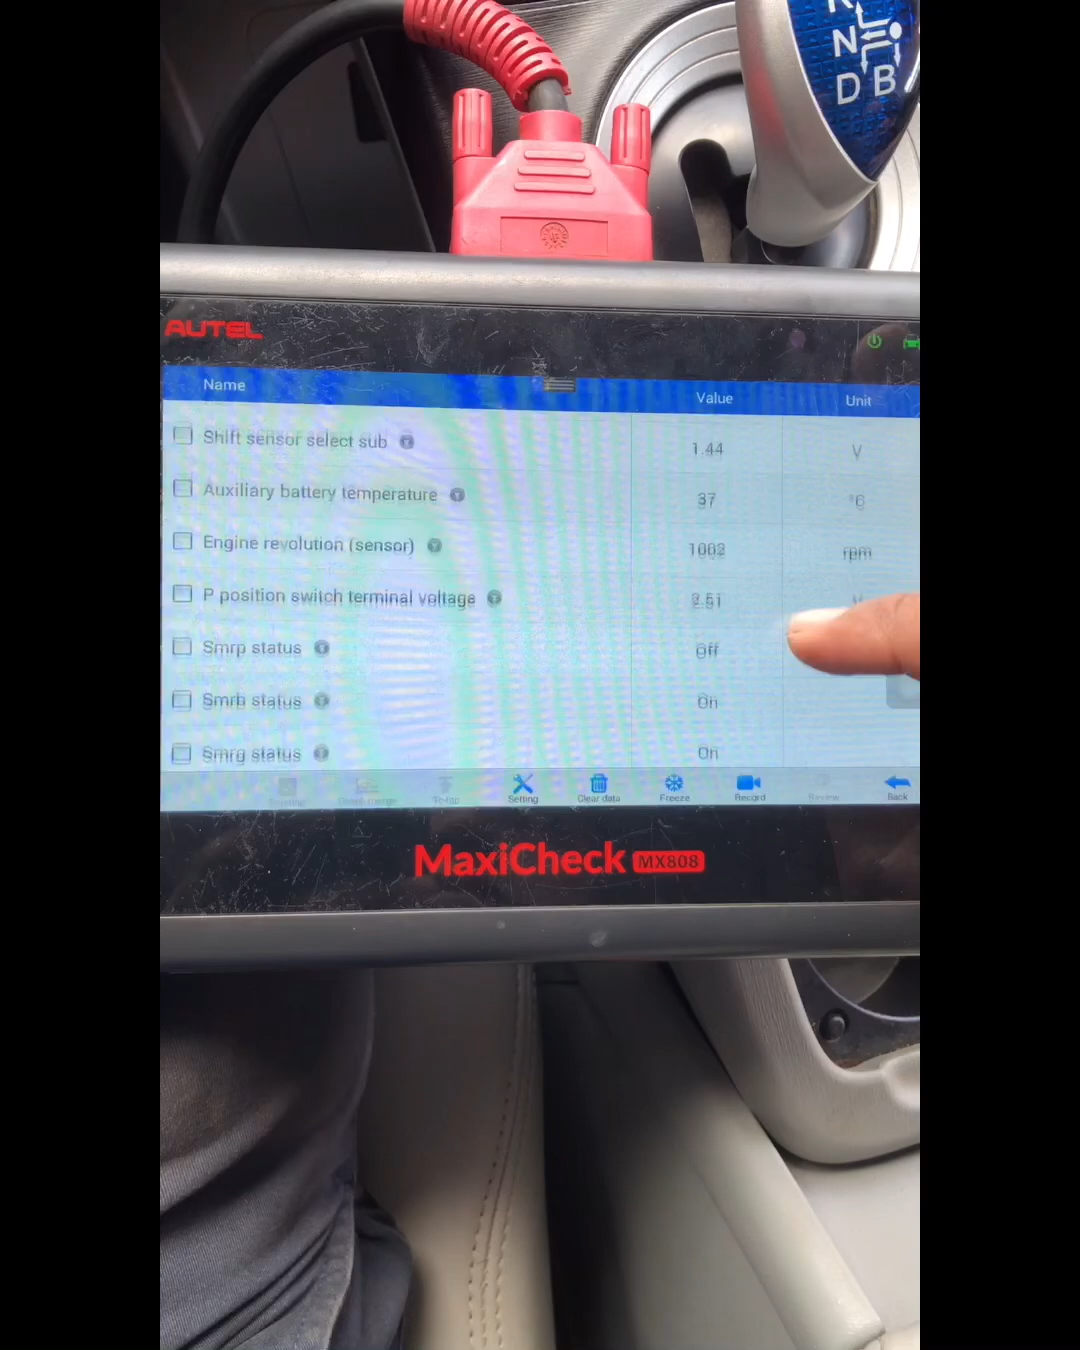 R
N
D B
AUTEL
Name Value Unit
Shift sensor select sub 1.44 V
Auxiliary battery temperature 37
Engine revolution (sensor) rpm
P position switch terminal voltage V
Smrp status Off
Smrb status On
Smrg status On
Setting Clear data Freeze Record Review Back
MaxiCheck MX808